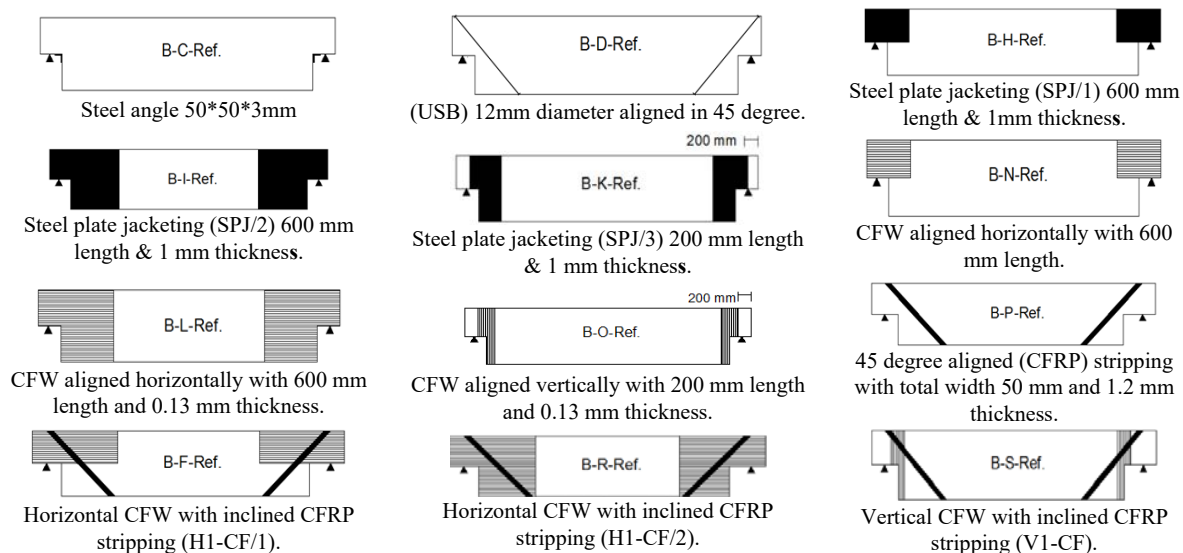 B-C-Ref.
Steel angle 50*50*3mm
B-D-Ref.
(USB) 12mm diameter aligned in 45 degree.
B-H-Ref.
Steel plate jacketing (SPJ/1) 600 mm
length & 1mm thickness.
B-I-Ref.
Steel plate jacketing (SPJ/2) 600 mm
length & 1 mm thickness.
200 mm
B-K-Ref.
Steel plate jacketing (SPJ/3) 200 mm length
& 1 mm thickness.
B-N-Ref.
CFW aligned horizontally with 600
mm length.
B-L-Ref.
CFW aligned horizontally with 600 mm
length and 0.13 mm thickness.
200 mm
B-O-Ref.
CFW aligned vertically with 200 mm length
and 0.13 mm thickness.
B-P-Ref.
45 degree aligned (CFRP) stripping
with total width 50 mm and 1.2 mm
thickness.
B-F-Ref.
Horizontal CFW with inclined CFRP
stripping (H1-CF/1).
B-R-Ref.
Horizontal CFW with inclined CFRP
stripping (H1-CF/2).
B-S-Ref.
Vertical CFW with inclined CFRP
stripping (V1-CF).